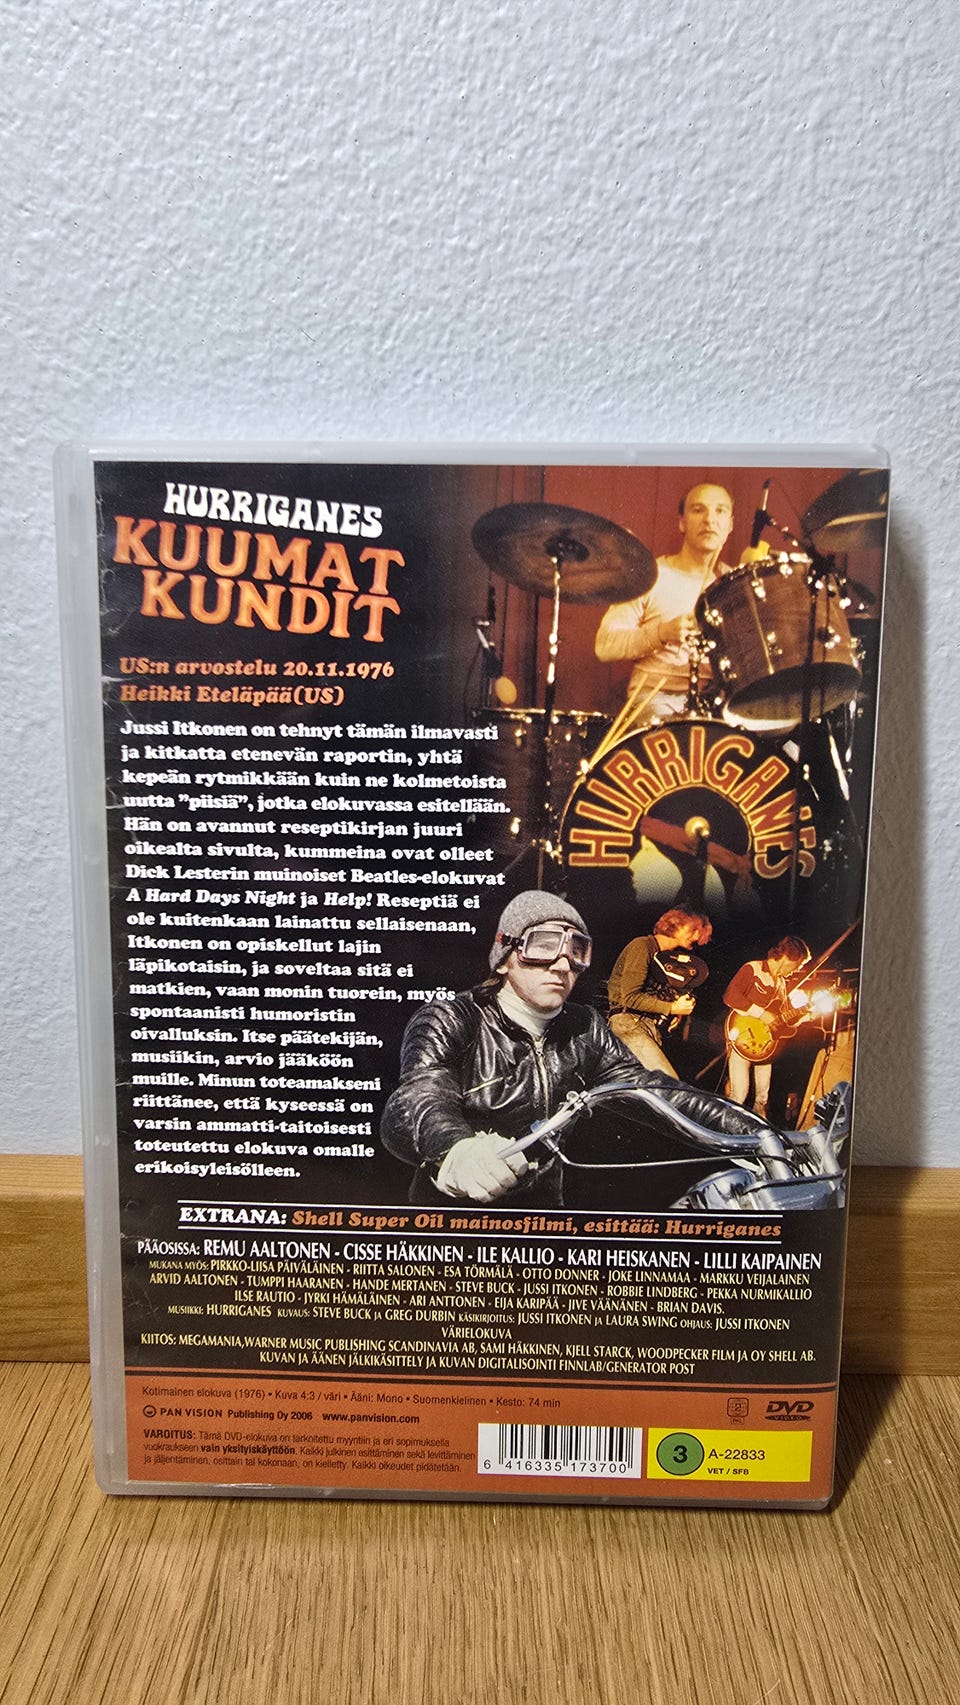 HURRIGANES
KUUMAT
KUNDIT
US:n arvostelu 20.11.1976
Heikki Eteläpää(US)
Jussi Itkonen on tehnyt tämän ilmavasti
ja kitkatta etenevän raportin, yhtä
kepeän rytmikkään kuin ne kolmetoista
uutta "piisiä", jotka elokuvassa esitellään.
Hän on avannut reseptikirjan juuri
oikealta sivulta, kummeina ovat olleet
Dick Lesterin muinoiset Beatles-elokuvat
A Hard Days Night ja Help! Reseptiä ei
ole kuitenkaan lainattu sellaisenaan,
Itkonen on opiskellut lajin
läpikotaisin, ja soveltaa sitä ei
matkien, vaan monin tuorein, myös
spontaanisti humoristin
oivalluksin. Itse päätekijän,
musiikin, arvio jääköön
muille. Minun toteamakseni
riittänee, että kyseessä on
varsin ammatti-taitoisesti
toteutettu elokuva omalle
erikoisyleisölleen.
HURRIGANES
EXTRANA: Shell Super Oil mainosfilmi, esittää: Hurriganes
PÄÄOSISSA: REMU AALTONEN - CISSE HÄKKINEN - ILE KALLIO - KARI HEISKANEN - LILLI KAIPAINEN
MUKANA MYÖS: PIRKKO-LIISA PÄIVÄLÄINEN - RIITTA SALONEN - ESA TÖRMÄLÄ - OTTO DONNER - JOKE LINNAMAA - MARKKU VEIJALAINEN
ARVID AALTONEN - TUMPPI HAARANEN - HANDE MERTANEN - STEVE BUCK - JUSSI ITKONEN - ROBBIE LINDBERG - PEKKA NURMIKALLIO
ILSE RAUTIO - JYRKI HÄMÄLÄINEN - ARI ANTTONEN - EIJA KARIPÄÄ - JIVE VÄÄNÄNEN - BRIAN DAVIS.
MUSIIKKI: HURRIGANES KUVAUS: STEVE BUCK JA GREG DURBIN KÄSIKIRJOITUS: JUSSI ITKONEN JA LAURA SWING OHJAUS: JUSSI ITKONEN
VÄRIELOKUVA
KIITOS: MEGAMANIA,WARNER MUSIC PUBLISHING SCANDINAVIA AB, SAMI HÄKKINEN, KJELL STARCK, WOODPECKER FILM JA OY SHELL AB.
KUVAN JA ÄÄNEN JÄLKIKÄSITTELY JA KUVAN DIGITALISOINTI FINNLAB/GENERATOR POST
Kotimainen elokuva (1976) • Kuva 4:3 / väri • Ääni: Mono • Suomenkielinen • Kesto: 74 min
PAN VISION Publishing Oy 2006 www.panvision.com
2
PAL
DVD
VIDEO
VAROITUS: Tämä DVD-elokuva on tarkoitettu myyntiin ja eri sopimuksella
vuokraukseen vain yksityiskäyttöön. Kaikki julkinen esittäminen sekä levittäminen
ja jäljentäminen, osittain tai kokonaan, on kielletty. Kaikki oikeudet pidätetään.
6 416335 173700
3
A-22833
VET / SFB